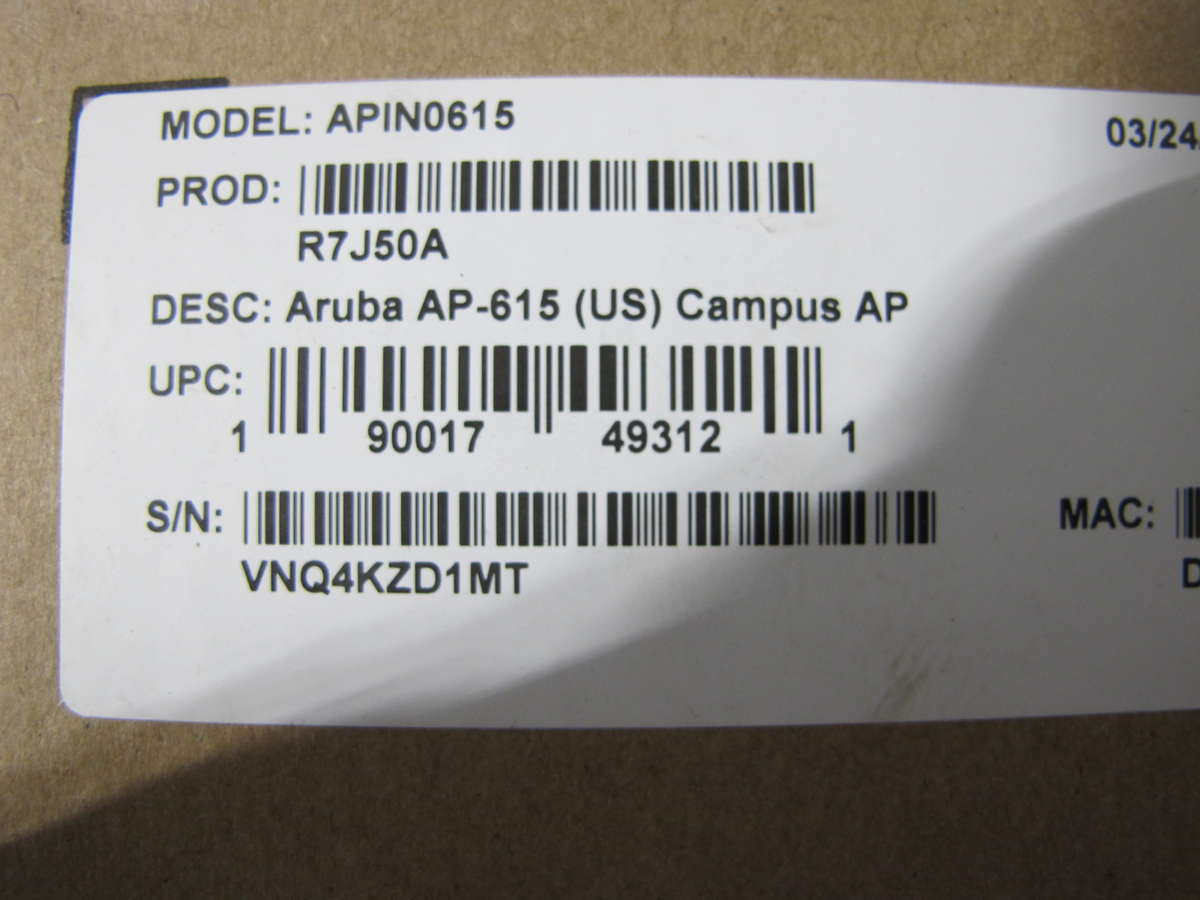 MODEL: APIN0615
03/24
PROD:
R7J50A
DESC: Aruba AP-615 (US) Campus AP
UPC:
1 90017 49312 1
S/N:
VNQ4KZD1MT
MAC:
D